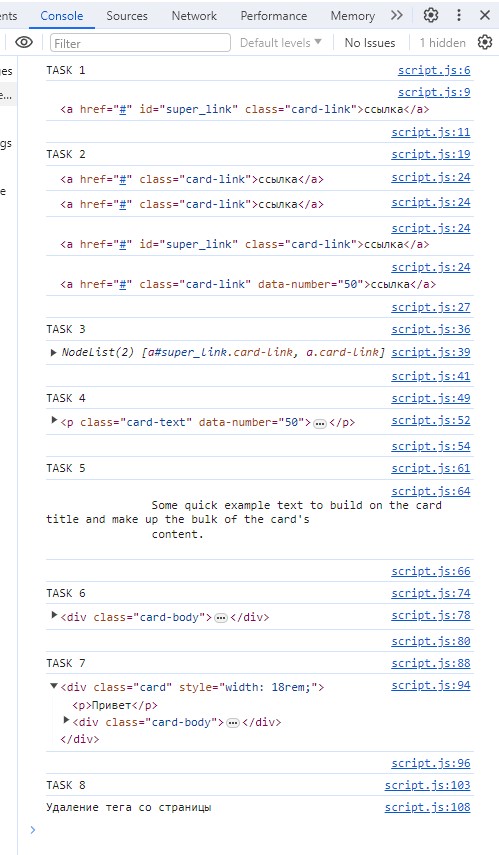 ents Console Sources Network Performance Memory
Filter Default levels ▼ No Issues 1 hidden
ges
e...
gs
e
TASK 1 script.js:6
script.js:9
<a href="#" id="super_link" class="card-link">ссылка</a>
script.js:11
TASK 2 script.js:19
<a href="#" class="card-link">ссылка</a> script.js:24
<a href="#" class="card-link">ссылка</a> script.js:24
script.js:24
<a href="#" id="super_link" class="card-link">ссылка</a>
script.js:24
<a href="#" class="card-link" data-number="50">ссылка</a>
script.js:27
TASK 3 script.js:36
▶ NodeList(2) [a#super_link.card-link, a.card-link] script.js:39
script.js:41
TASK 4 script.js:49
▶ <p class="card-text" data-number="50">…</p> script.js:52
script.js:54
TASK 5 script.js:61
script.js:64
Some quick example text to build on the card
title and make up the bulk of the card's
content.
script.js:66
TASK 6 script.js:74
▶ <div class="card-body">…</div> script.js:78
script.js:80
TASK 7 script.js:88
▼ <div class="card" style="width: 18rem;"> script.js:94
<p>Привет</p>
▶ <div class="card-body">…</div>
</div>
script.js:96
TASK 8 script.js:103
Удаление тега со страницы script.js:108